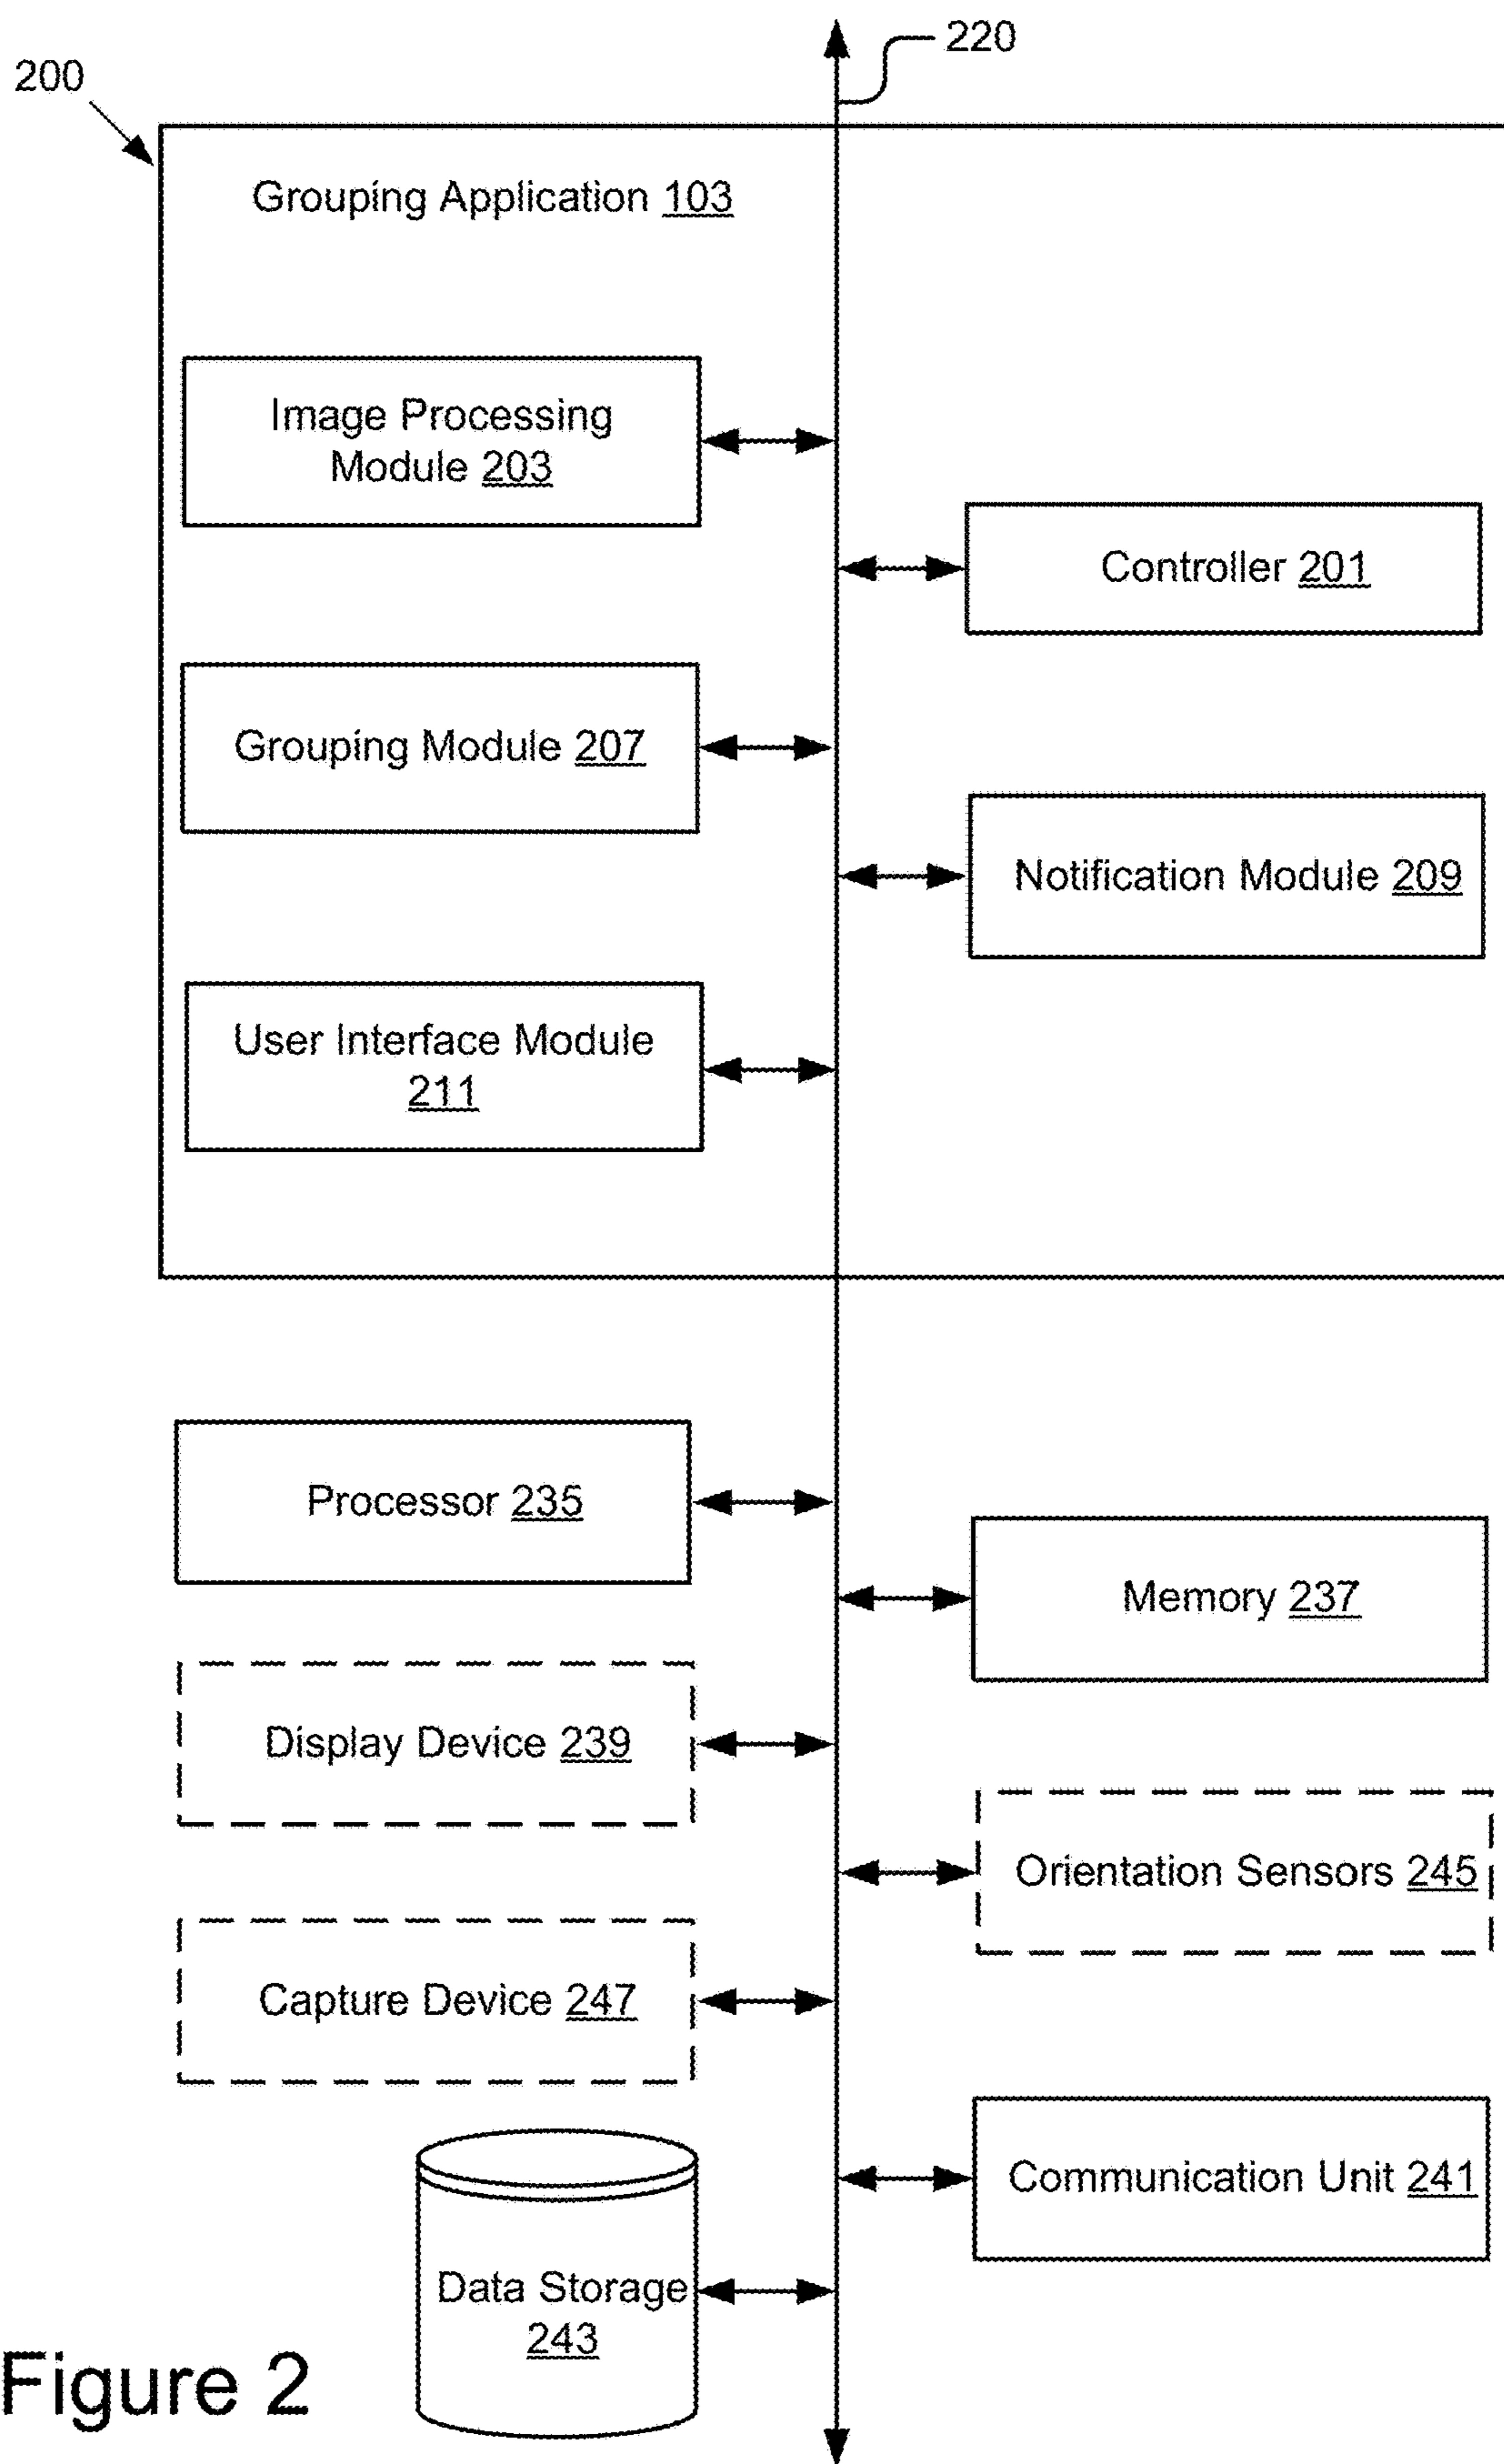 220
200
Grouping Application 103
Image Processing
Module 203
Controller 201
Grouping Module 207
Notification Module 209
User Interface Module
211
Processor 235
Memory 237
Display Device 239
Orientation Sensors 245
Capture Device 247
Communication Unit 241
Data Storage
243
Figure 2